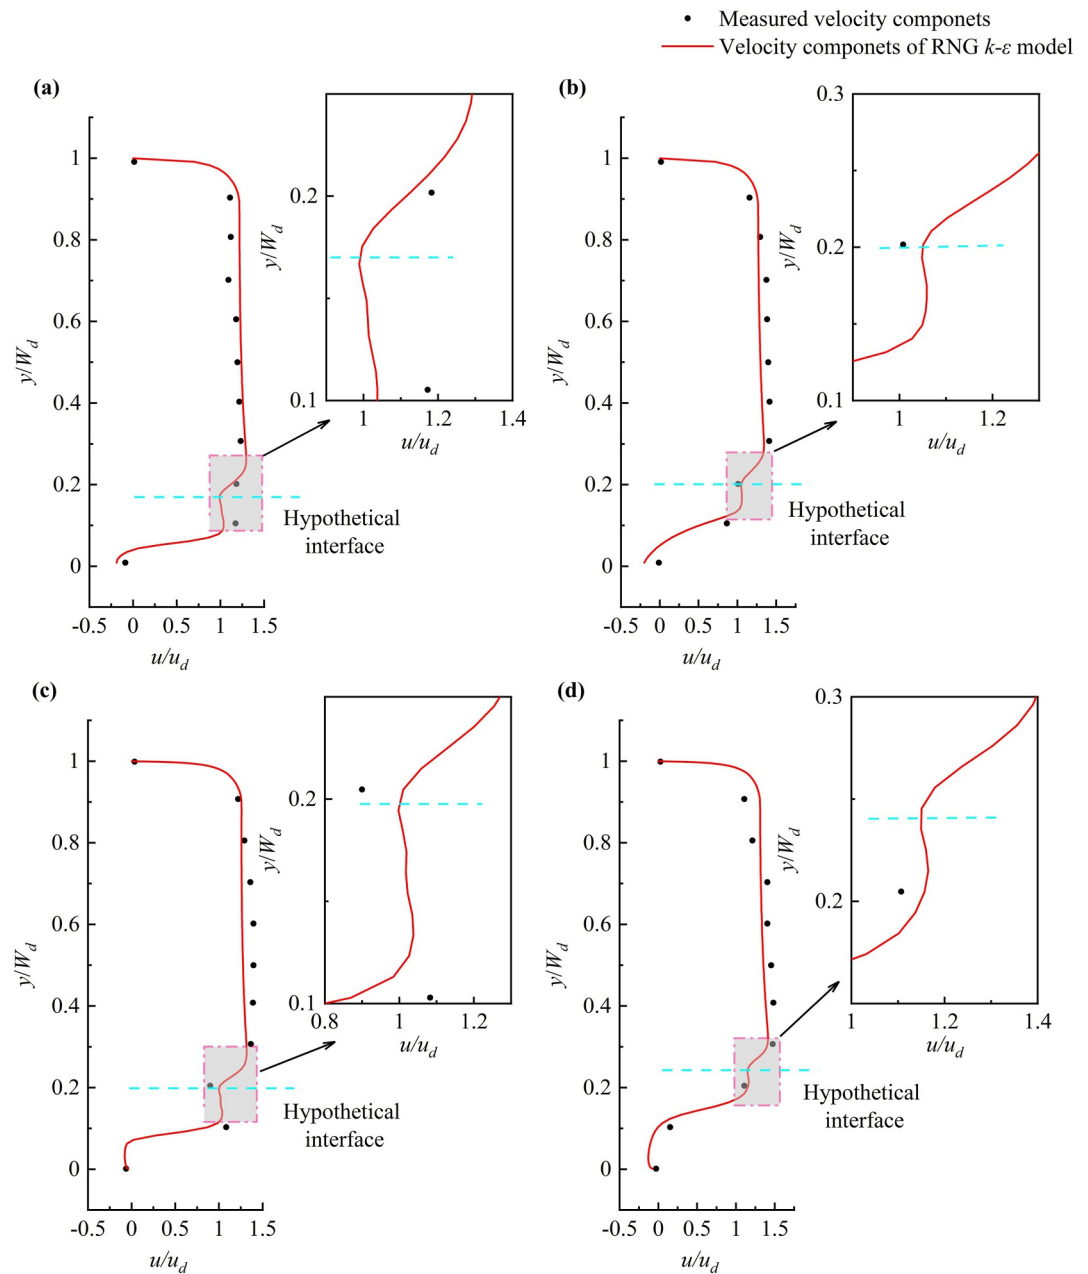 Measured velocity componets
Velocity componets of RNG k-ε model
(a)
1
0.8
0.6
0.4
0.2
0
y/W_d
-0.5 0 0.5 1 1.5
u/u_d
Hypothetical
interface
0.2
0.1
y/W_d
1 1.2 1.4
u/u_d
(b)
1
0.8
0.6
0.4
0.2
0
y/W_d
-0.5 0 0.5 1 1.5
u/u_d
Hypothetical
interface
0.3
0.2
0.1
y/W_d
1 1.2
u/u_d
(c)
1
0.8
0.6
0.4
0.2
0
y/W_d
-0.5 0 0.5 1 1.5
u/u_d
Hypothetical
interface
0.2
0.1
y/W_d
0.8 1 1.2
u/u_d
(d)
1
0.8
0.6
0.4
0.2
0
y/W_d
-0.5 0 0.5 1 1.5
u/u_d
Hypothetical
interface
0.3
0.2
y/W_d
1 1.2 1.4
u/u_d